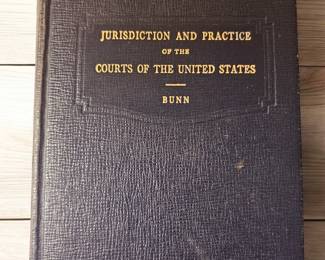 JURISDICTION AND PRACTICE
OF THE
COURTS OF THE UNITED STATES
BUNN